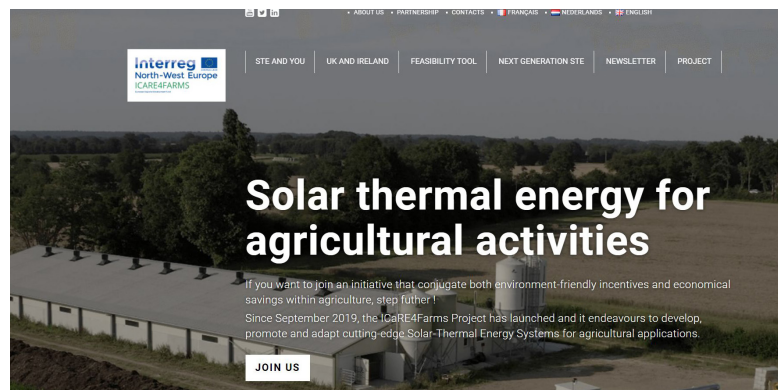 ABOUT US • PARTNERSHIP • CONTACTS • FRANÇAIS • NEDERLANDS • ENGLISH
Interreg
North-West Europe
ICARE4FARMS
STE AND YOU
UK AND IRELAND
FEASIBILITY TOOL
NEXT GENERATION STE
NEWSLETTER
PROJECT
Solar thermal energy for
agricultural activities
If you want to join an initiative that conjugate both environment-friendly incentives and economical
savings within agriculture, step futher !
Since September 2019, the ICaRE4Farms Project has launched and it endeavours to develop,
promote and adapt cutting-edge Solar-Thermal Energy Systems for agricultural applications.
JOIN US